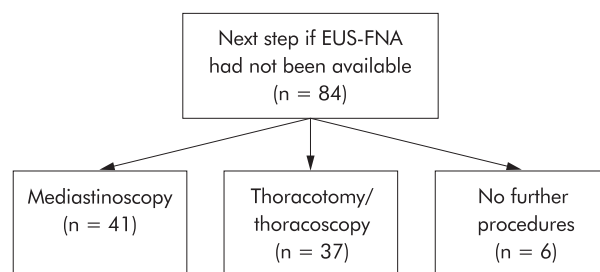 Next step if EUS-FNA
had not been available
(n = 84)
Mediastinoscopy
(n = 41)
Thoracotomy/
thoracoscopy
(n = 37)
No further
procedures
(n = 6)